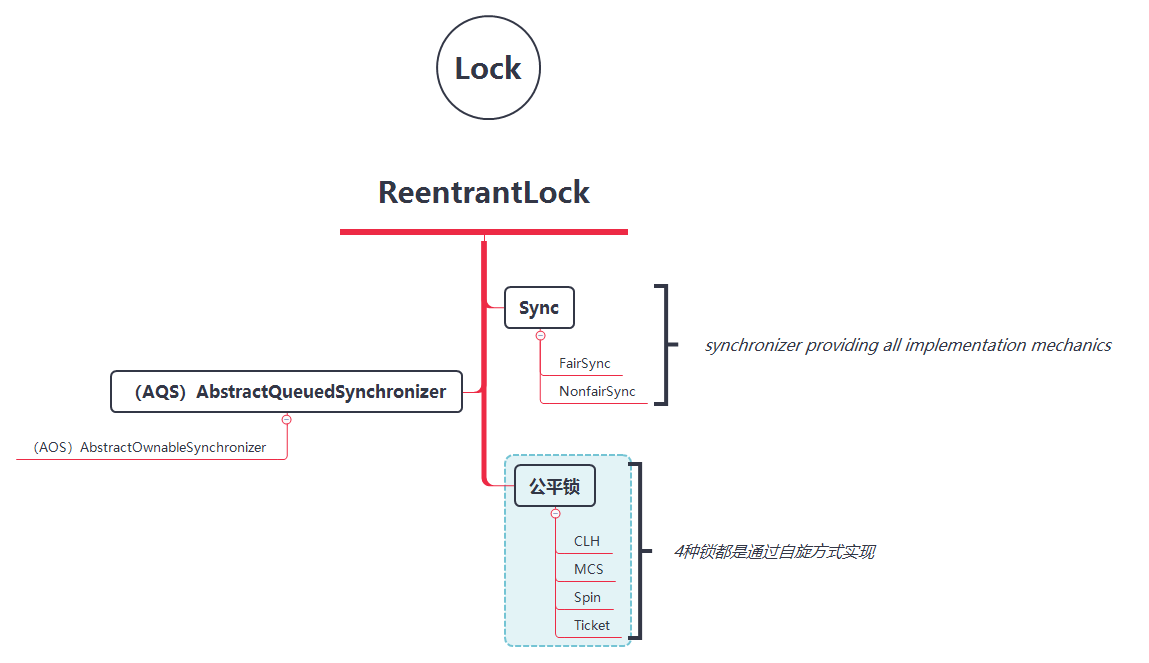 Lock
ReentrantLock
Sync
FairSync
NonfairSync
synchronizer providing all implementation mechanics
（AQS）AbstractQueuedSynchronizer
（AOS）AbstractOwnableSynchronizer
公平锁
CLH
MCS
Spin
Ticket
4种锁都是通过自旋方式实现